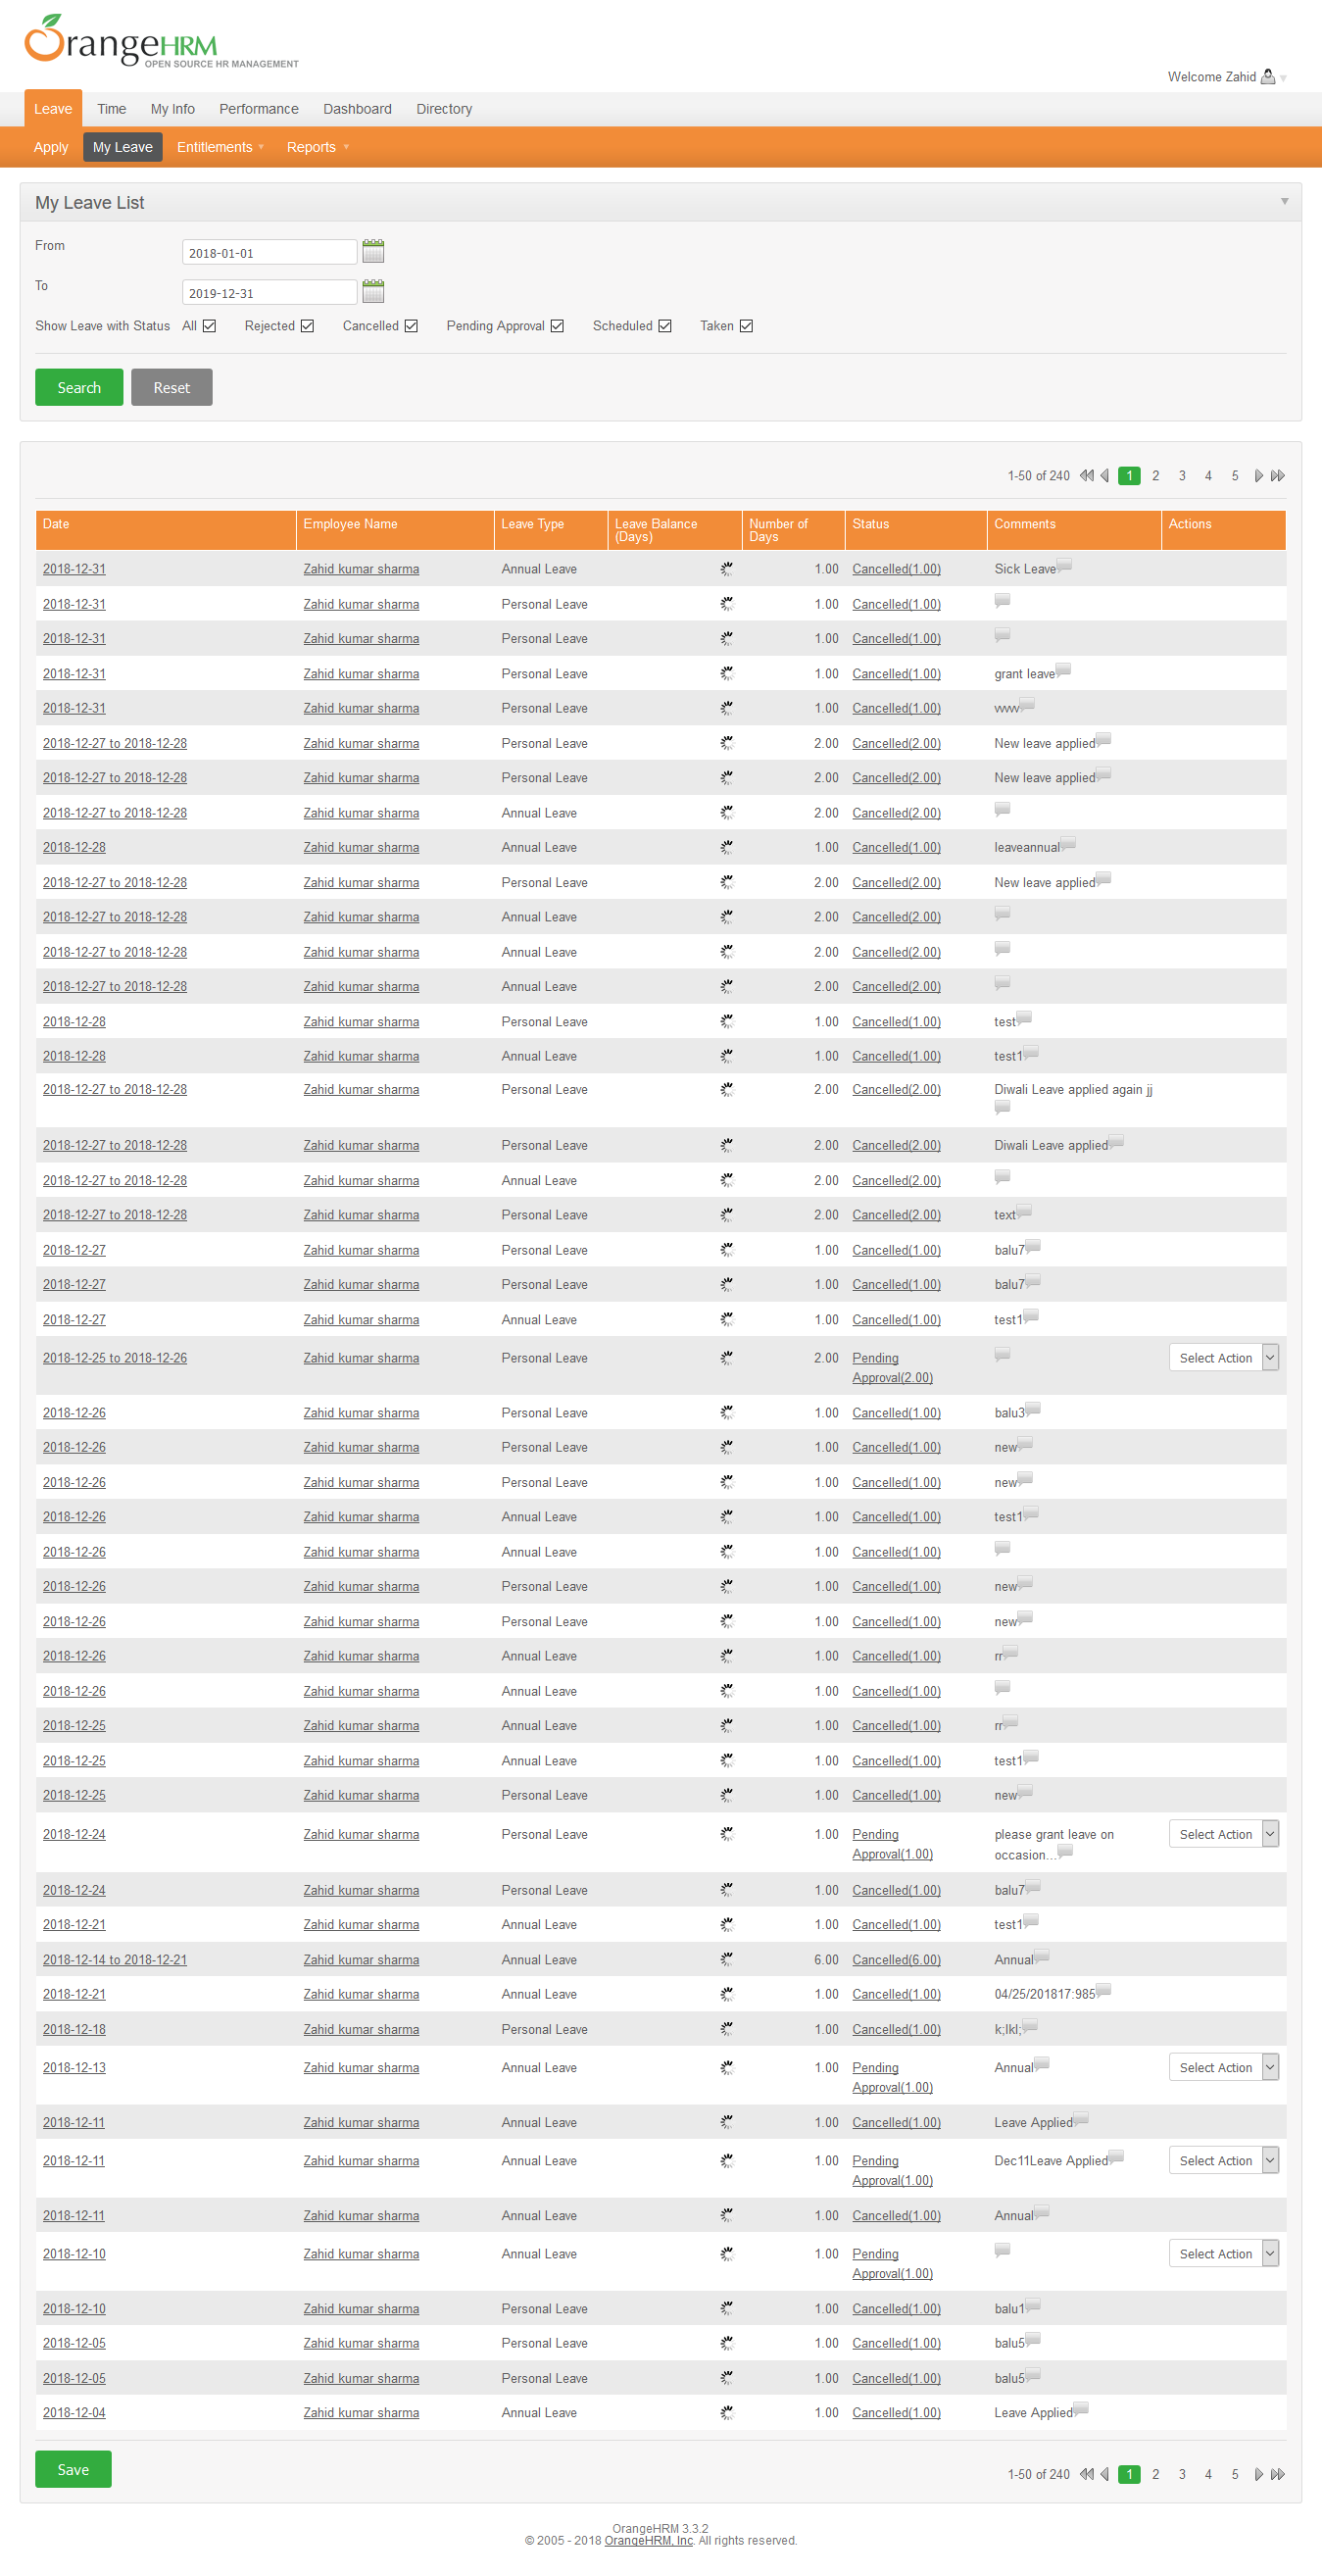 OrangeHRM
OPEN SOURCE HR MANAGEMENT
Welcome Zahid
Leave Time My Info Performance Dashboard Directory
Apply My Leave Entitlements Reports
My Leave List
From 2018-01-01
To 2019-12-31
Show Leave with Status All Rejected Cancelled Pending Approval Scheduled Taken
Search Reset
1-50 of 240 1 2 3 4 5
Date Employee Name Leave Type Leave Balance (Days) Number of Days Status Comments Actions
2018-12-31 Zahid kumar sharma Annual Leave 1.00 Cancelled(1.00) Sick Leave
2018-12-31 Zahid kumar sharma Personal Leave 1.00 Cancelled(1.00)
2018-12-31 Zahid kumar sharma Personal Leave 1.00 Cancelled(1.00)
2018-12-31 Zahid kumar sharma Personal Leave 1.00 Cancelled(1.00) grant leave
2018-12-31 Zahid kumar sharma Personal Leave 1.00 Cancelled(1.00)
2018-12-27 to 2018-12-28 Zahid kumar sharma Personal Leave 2.00 Cancelled(2.00) New leave applied
2018-12-27 to 2018-12-28 Zahid kumar sharma Personal Leave 2.00 Cancelled(2.00) New leave applied
2018-12-27 to 2018-12-28 Zahid kumar sharma Annual Leave 2.00 Cancelled(2.00)
2018-12-28 Zahid kumar sharma Annual Leave 1.00 Cancelled(1.00) leaveannual
2018-12-27 to 2018-12-28 Zahid kumar sharma Personal Leave 2.00 Cancelled(2.00) New leave applied
2018-12-27 to 2018-12-28 Zahid kumar sharma Annual Leave 2.00 Cancelled(2.00)
2018-12-27 to 2018-12-28 Zahid kumar sharma Annual Leave 2.00 Cancelled(2.00)
2018-12-27 to 2018-12-28 Zahid kumar sharma Annual Leave 2.00 Cancelled(2.00)
2018-12-28 Zahid kumar sharma Personal Leave 1.00 Cancelled(1.00) test
2018-12-28 Zahid kumar sharma Annual Leave 1.00 Cancelled(1.00) test1
2018-12-27 to 2018-12-28 Zahid kumar sharma Personal Leave 2.00 Cancelled(2.00) Diwali Leave applied again jj
2018-12-27 to 2018-12-28 Zahid kumar sharma Personal Leave 2.00 Cancelled(2.00) Diwali Leave applied
2018-12-27 to 2018-12-28 Zahid kumar sharma Annual Leave 2.00 Cancelled(2.00)
2018-12-27 to 2018-12-28 Zahid kumar sharma Personal Leave 2.00 Cancelled(2.00) text
2018-12-27 Zahid kumar sharma Personal Leave 1.00 Cancelled(1.00) balu7
2018-12-27 Zahid kumar sharma Personal Leave 1.00 Cancelled(1.00) balu7
2018-12-27 Zahid kumar sharma Annual Leave 1.00 Cancelled(1.00) test1
2018-12-25 to 2018-12-26 Zahid kumar sharma Personal Leave 2.00 Pending Approval(2.00) Select Action
2018-12-26 Zahid kumar sharma Personal Leave 1.00 Cancelled(1.00) balu3
2018-12-26 Zahid kumar sharma Personal Leave 1.00 Cancelled(1.00) new
2018-12-26 Zahid kumar sharma Personal Leave 1.00 Cancelled(1.00) new
2018-12-26 Zahid kumar sharma Annual Leave 1.00 Cancelled(1.00) test1
2018-12-26 Zahid kumar sharma Annual Leave 1.00 Cancelled(1.00)
2018-12-26 Zahid kumar sharma Personal Leave 1.00 Cancelled(1.00) new
2018-12-26 Zahid kumar sharma Personal Leave 1.00 Cancelled(1.00) new
2018-12-26 Zahid kumar sharma Annual Leave 1.00 Cancelled(1.00) rr
2018-12-26 Zahid kumar sharma Annual Leave 1.00 Cancelled(1.00)
2018-12-25 Zahid kumar sharma Annual Leave 1.00 Cancelled(1.00) rr
2018-12-25 Zahid kumar sharma Annual Leave 1.00 Cancelled(1.00) test1
2018-12-25 Zahid kumar sharma Personal Leave 1.00 Cancelled(1.00) new
2018-12-24 Zahid kumar sharma Personal Leave 1.00 Pending Approval(1.00) please grant leave on occasion... Select Action
2018-12-24 Zahid kumar sharma Personal Leave 1.00 Cancelled(1.00) balu7
2018-12-21 Zahid kumar sharma Annual Leave 1.00 Cancelled(1.00) test1
2018-12-14 to 2018-12-21 Zahid kumar sharma Annual Leave 6.00 Cancelled(6.00) Annual
2018-12-21 Zahid kumar sharma Annual Leave 1.00 Cancelled(1.00) 04/25/201817:985
2018-12-18 Zahid kumar sharma Personal Leave 1.00 Cancelled(1.00) k;lkl;
2018-12-13 Zahid kumar sharma Annual Leave 1.00 Pending Approval(1.00) Annual Select Action
2018-12-11 Zahid kumar sharma Annual Leave 1.00 Cancelled(1.00) Leave Applied
2018-12-11 Zahid kumar sharma Annual Leave 1.00 Pending Approval(1.00) Dec11Leave Applied Select Action
2018-12-11 Zahid kumar sharma Annual Leave 1.00 Cancelled(1.00) Annual
2018-12-10 Zahid kumar sharma Annual Leave 1.00 Pending Approval(1.00) Select Action
2018-12-10 Zahid kumar sharma Personal Leave 1.00 Cancelled(1.00) balu1
2018-12-05 Zahid kumar sharma Personal Leave 1.00 Cancelled(1.00) balu5
2018-12-05 Zahid kumar sharma Personal Leave 1.00 Cancelled(1.00) balu5
2018-12-04 Zahid kumar sharma Annual Leave 1.00 Cancelled(1.00) Leave Applied
Save 1-50 of 240 1 2 3 4 5
OrangeHRM 3.3.2
© 2005 - 2018 OrangeHRM, Inc. All rights reserved.